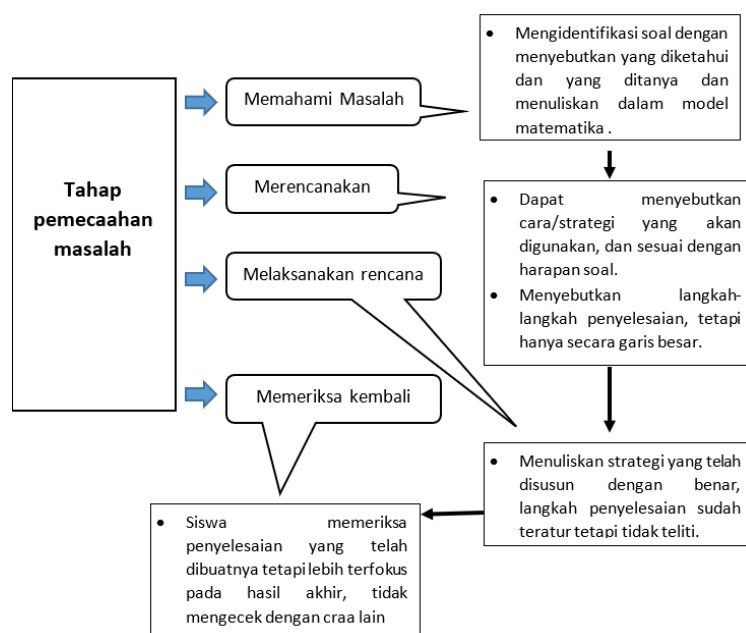 Tahap
pemecaahan
masalah
Memahami Masalah
Merencanakan
Melaksanakan rencana
Memeriksa kembali
• Mengidentifikasi soal dengan
menyebutkan yang diketahui
dan yang ditanya dan
menuliskan dalam model
matematika .
• Dapat menyebutkan
cara/strategi yang akan
digunakan, dan sesuai dengan
harapan soal.
• Menyebutkan langkah-
langkah penyelesaian, tetapi
hanya secara garis besar.
• Menuliskan strategi yang telah
disusun dengan benar,
langkah penyelesaian sudah
teratur tetapi tidak teliti.
• Siswa memeriksa
penyelesaian yang telah
dibuatnya tetapi lebih terfokus
pada hasil akhir, tidak
mengecek dengan craa lain